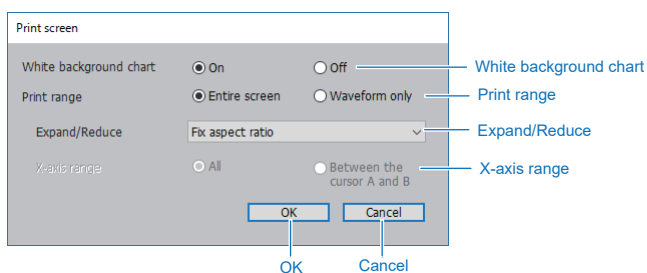 Print screen
White background chart On Off White background chart
Print range Entire screen Waveform only Print range
Expand/Reduce Fix aspect ratio Expand/Reduce
X-axis range All Between the cursor A and B X-axis range
OK Cancel
OK Cancel